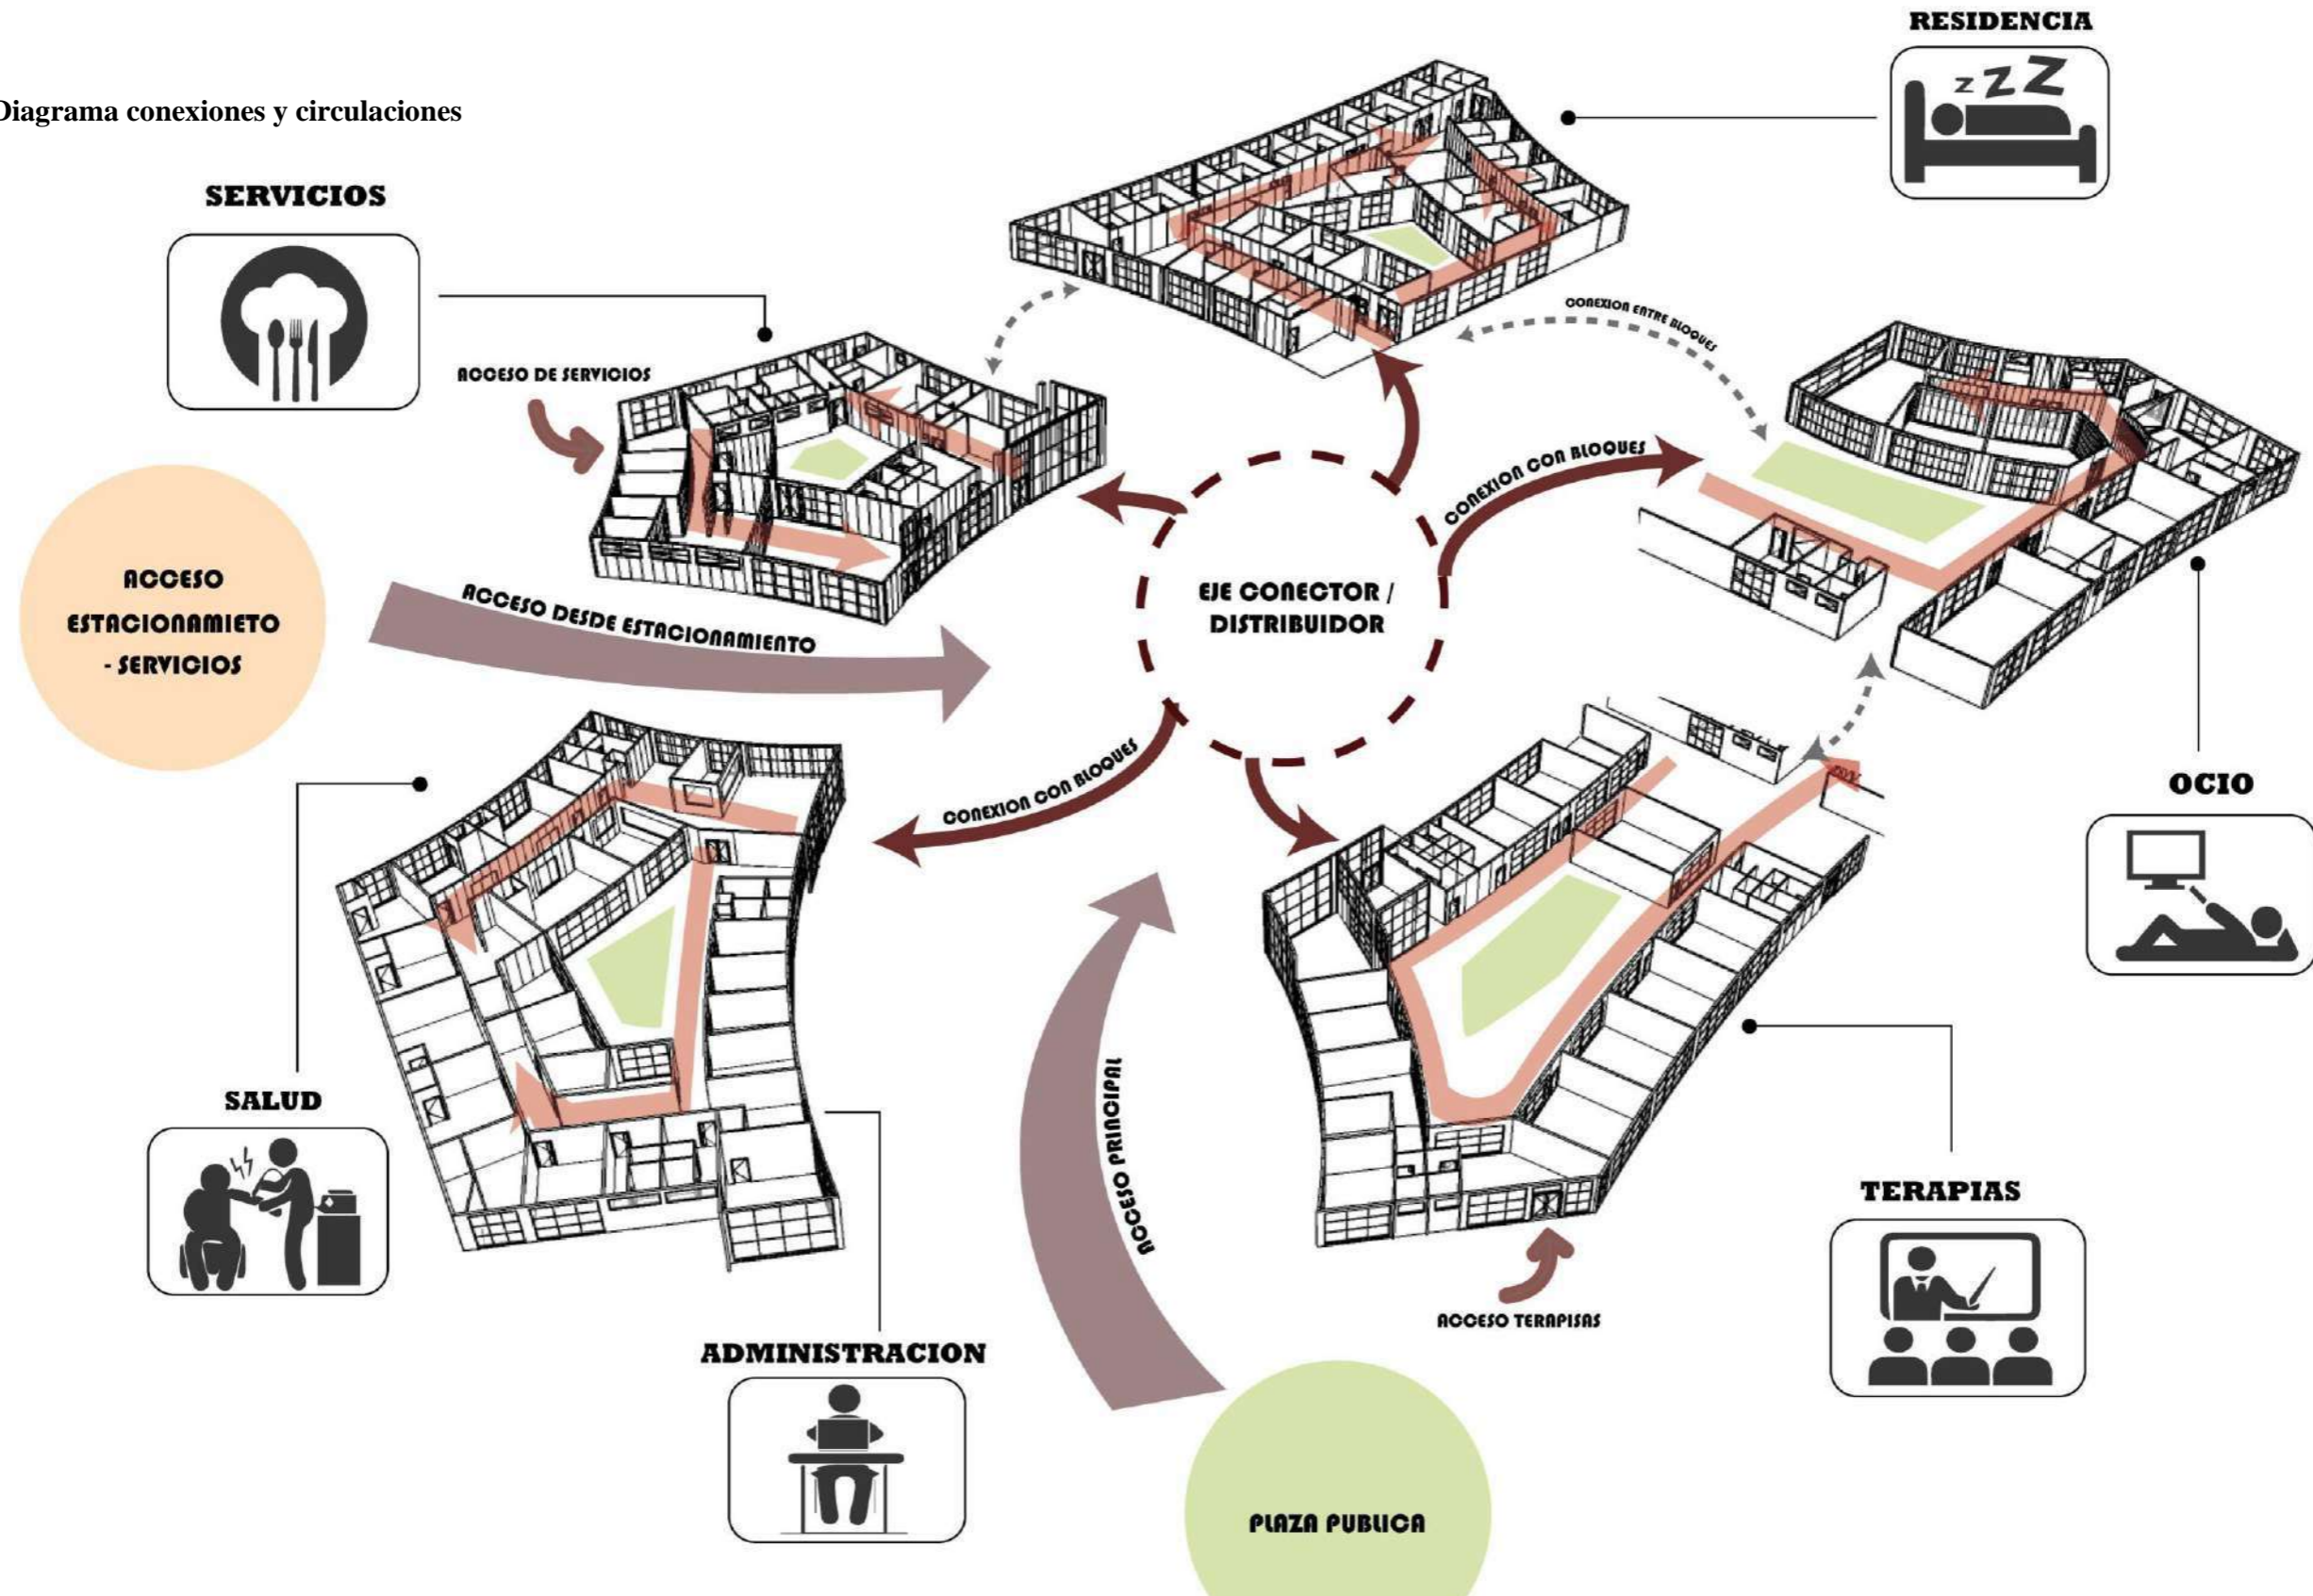 Diagrama conexiones y circulaciones
RESIDENCIA
Z Z Z
SERVICIOS
ACCESO DE SERVICIOS
CONEXION ENTRE BLOQUES
CONEXION CON BLOQUES
ACCESO
ESTACIONAMIETO
- SERVICIOS
ACCESO DESDE ESTACIONAMIENTO
EJE CONECTOR /
DISTRIBUIDOR
CONEXION CON BLOQUES
OCIO
SALUD
ACCESO PRINCIPAL
TERAPIAS
ACCESO TERAPISAS
ADMINISTRACION
PLAZA PUBLICA